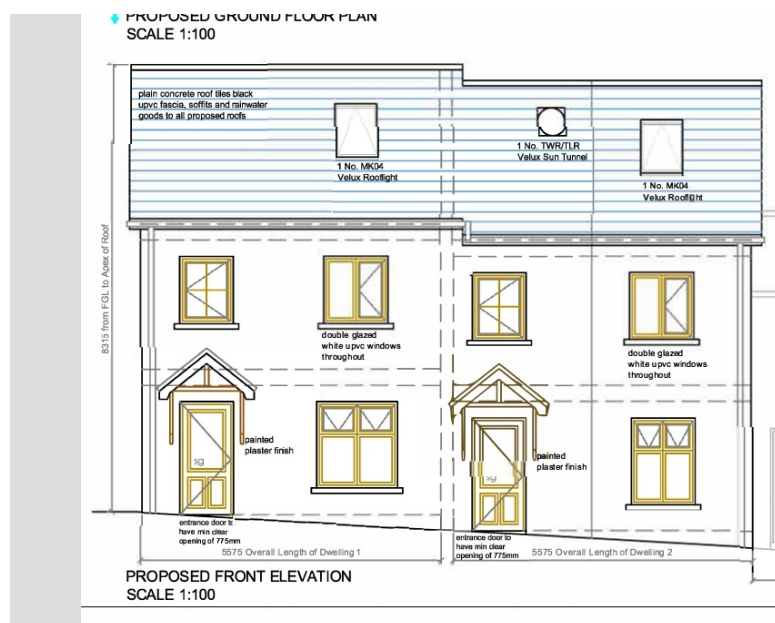 PROPOSED GROUND FLOOR PLAN
SCALE 1:100
plain concrete roof tiles black
upvc fascia, soffits and rainwater
goods to all proposed roofs
1 No. MK04
Velux Rooflight
1 No. TWR/TLR
Velux Sun Tunnel
1 No. MK04
Velux Rooflight
8315 from FGL to Apex of Roof
double glazed
white upvc windows
throughout
double glazed
white upvc windows
throughout
sg
painted
plaster finish
sg
painted
plaster finish
entrance door to
have min clear
opening of 775mm
entrance door to
have min clear
opening of 775mm
5575 Overall Length of Dwelling 1
5575 Overall Length of Dwelling 2
PROPOSED FRONT ELEVATION
SCALE 1:100